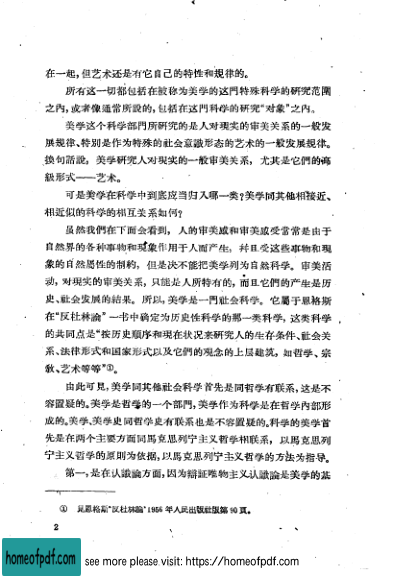 在一起，但艺术还是有它自己的特性和规律的。
所有这一切都包括在被称为美学的这門特殊科学的研究范圍
之內，或者像通常所說的，包括在这門科学的研究"对象"之內。
美学这个科学部門所研究的是人对現实的审美关系的一般发
展規律、特別是作为特殊的社会意識形态的艺术的一般发展規律。
換句話說，美学研究人对現实的一般审美关系，尤其是它們的高
級形式——艺术。
可是美学在科学中到底应当归入哪一类？美学同其他相接近、
相近似的科学的相互关系如何？
虽然我們在下面会看到，人的审美感和审美感受常常是由于
自然界的各种事物和現象作用于人而产生，并且受这些事物和現
象的自然屬性的制約，但是决不能把美学列为自然科学。审美活
动，对現实的审美关系，只能是人所特有的，而且它們的产生是历
史、社会发展的結果。所以，美学是一門社会科学。它屬于恩格斯
在"反杜林論"一书中确定为历史性科学的那一类科学，这类科学
的共同点是"按历史順序和現在状况来研究人的生存条件、社会关
系、法律形式和国家形式以及它們的观念的上层建筑，如哲学、宗
教、艺术等等"①。
由此可見，美学同其他社会科学首先是同哲学有联系，这是不
容置疑的。美学是哲学的一个部門，美学作为科学是在哲学內部形
成的。美学、美学史同哲学史有联系也是不容置疑的。科学的美学首
先是在两个主要方面同馬克思列宁主义哲学相联系，以馬克思列
宁主义哲学的原则为依据，以馬克思列宁主义哲学的方法为指导。
第一，是在认識論方面，因为辯証唯物主义认識論是美学的基
① 見恩格斯"反杜林論"1956 年人民出版社版第 90 頁。
2
homeofpdf.com
see more please visit: https://homeofpdf.com